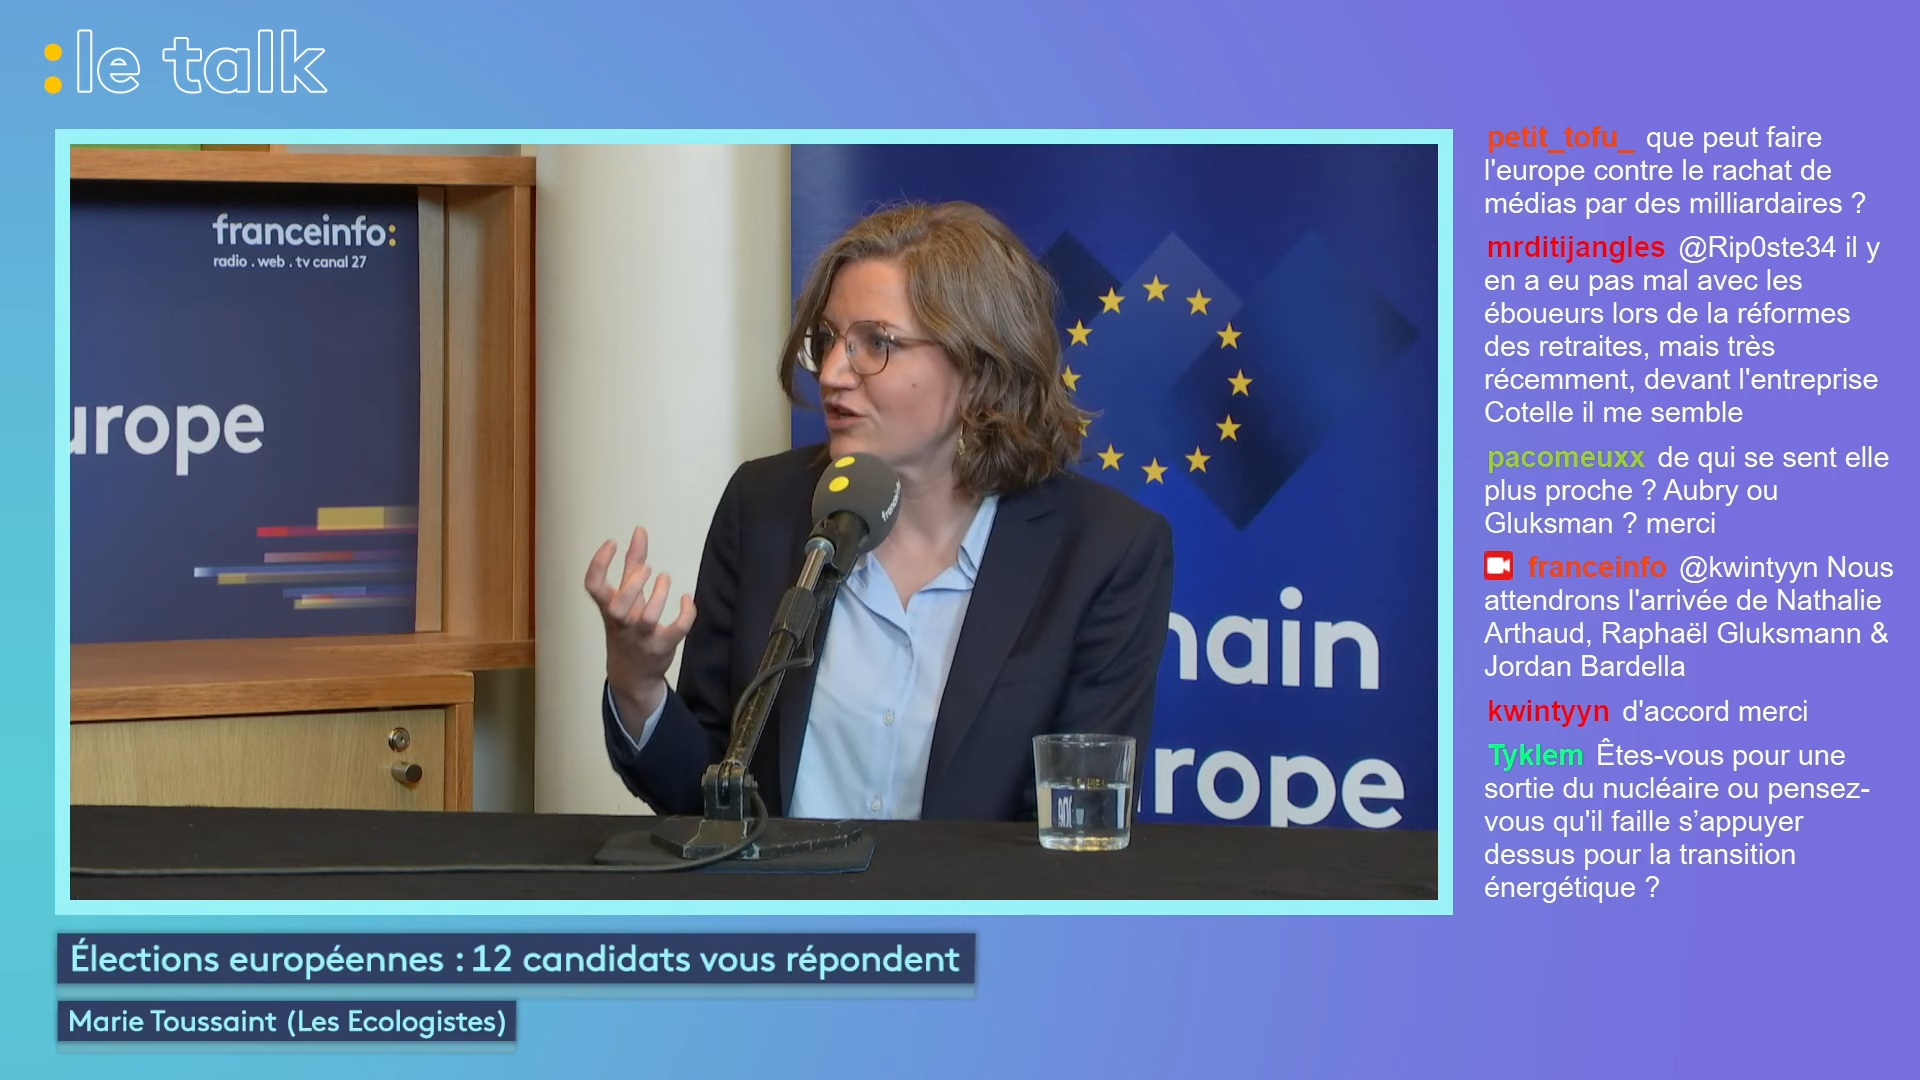 :le talk
franceinfo:
radio . web . tv canal 27
urope
main
urope
petit_tofu_ que peut faire
l'europe contre le rachat de
médias par des milliardaires ?
mrditijangles @Rip0ste34 il y
en a eu pas mal avec les
éboueurs lors de la réformes
des retraites, mais très
récemment, devant l'entreprise
Cotelle il me semble
pacomeuxx de qui se sent elle
plus proche ? Aubry ou
Gluksman ? merci
franceinfo @kwintyyn Nous
attendrons l'arrivée de Nathalie
Arthaud, Raphaël Gluksmann &
Jordan Bardella
kwintyyn d'accord merci
Tyklem Êtes-vous pour une
sortie du nucléaire ou pensez-
vous qu'il faille s’appuyer
dessus pour la transition
énergétique ?
Élections européennes : 12 candidats vous répondent
Marie Toussaint (Les Ecologistes)